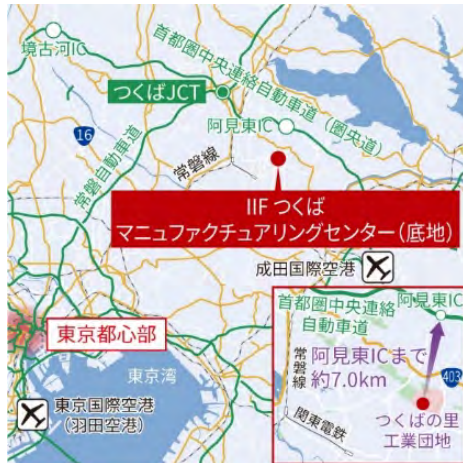 境古河IC
つくばJCT
首都圏中央連絡自動車道(圏央道)
16
常磐自動車道
阿見東IC
常磐線
IIF つくば
マニュファクチュアリングセンター(底地)
成田国際空港
東京都心部
東京湾
東京国際空港
(羽田空港)
首都圏中央連絡
自動車道
阿見東IC
常磐線
阿見東ICまで
約7.0km
403
関東電鉄
つくばの里
工業団地